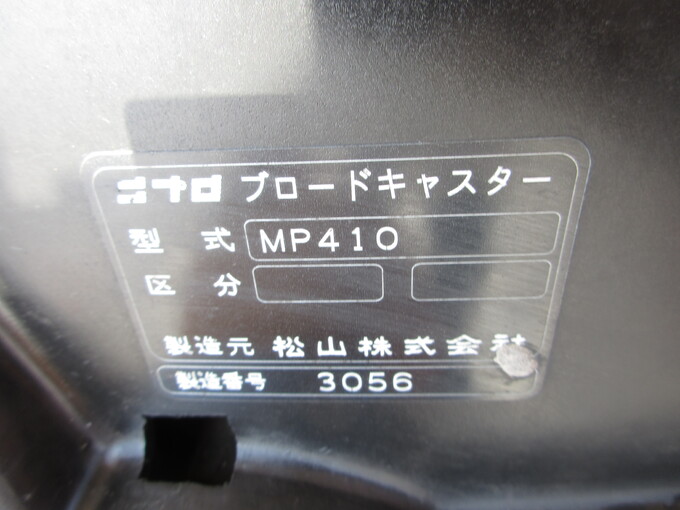 ニプロ ブロードキャスター
型式 MP410
区分
製造元 松山株式会社
製造番号 3056